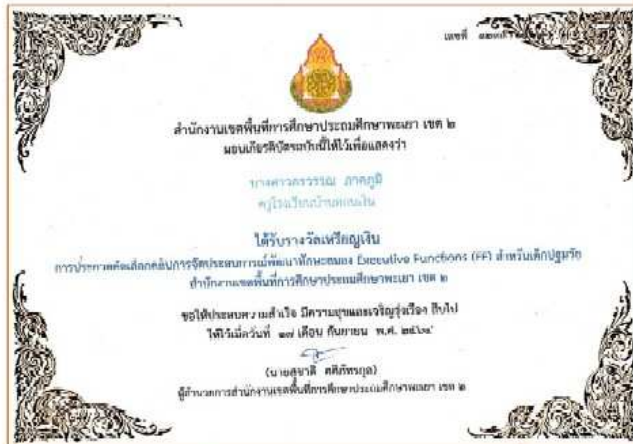 เลขที่
สำนักงานเขตพื้นที่การศึกษาประถมศึกษาพะเยา เขต ๒
มอบเกียรติบัตรฉบับนี้ไว้เพื่อแสดงว่า
ภาคภูมิ
ได้รับรางวัลเหรียญเงิน
การประกวดคัดเลือกคลิปการจัดประสบการณ์พัฒนาทักษะสมอง Executive Functions (EF) สำหรับเด็กปฐมวัย
สำนักงานเขตพื้นที่การศึกษาประถมศึกษาพะเยา เขต ๒
ขอให้ประสบความสำเร็จ มีความสุขและเจริญรุ่งเรือง สืบไป
ให้ไว้เมื่อวันที่ ๑๗ เดือน กันยายน พ.ศ.
ผู้อำนวยการสำนักงานเขตพื้นที่การศึกษาประถมศึกษาพะเยา เขต ๒